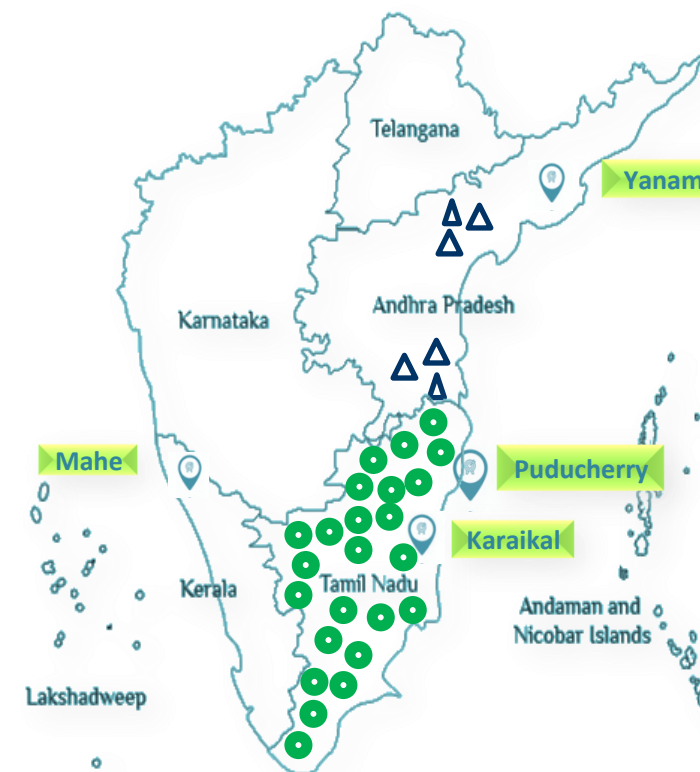 Telangana
Yanam
Andhra Pradesh
Karnataka
Mahe
Puducherry
Karaikal
Kerala
Tamil Nadu
Andaman and
Nicobar Islands
Lakshadweep